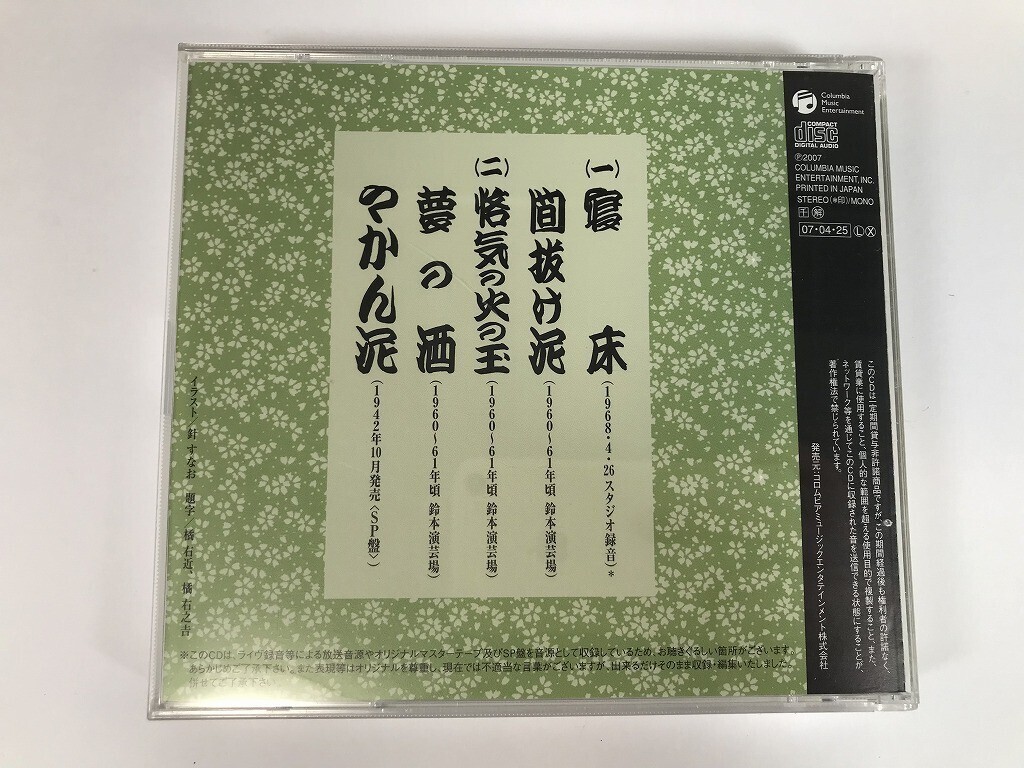 (一)寝床(1968・4・26 スタジオ録音)*
間抜け泥(1960〜61年頃 鈴本演芸場)
(二)悋気の火の玉(1960〜61年頃 鈴本演芸場)
夢の酒(1960〜61年頃 鈴本演芸場)
やかん泥(1942年10月発売〈SP盤〉)
イラスト/針すなお 題字/橘右近、橘右之吉
※このCDは、ライヴ録音等による放送音源やオリジナルマスターテープ及びSP盤を音源として収録しているため、お聴きぐるしい箇所がございます。
あらかじめご了承下さい。また表現等はオリジナルを尊重し、現在では不適当な言葉がございますが、出来るだけそのまま収録・編集いたしました。
併せてご了承下さい。
Columbia
Music
Entertainment
COMPACT
disc
DIGITAL AUDIO
Ⓟ2007
COLUMBIA MUSIC
ENTERTAINMENT, INC.
PRINTED IN JAPAN
STEREO(*印)/MONO
干 解
07・04・25 Ⓛ Ⓧ
このCDは一定期間貸与非許諾商品ですが、この期間経過後も権利者の許諾なく、
賃貸業に使用すること、個人的な範囲を超える使用目的で複製すること、また、
ネットワーク等を通じてこのCDに収録された音を送信できる状態にすることが、
著作権法で禁じられています。
発売元:コロムビアミュージックエンタテインメント株式会社